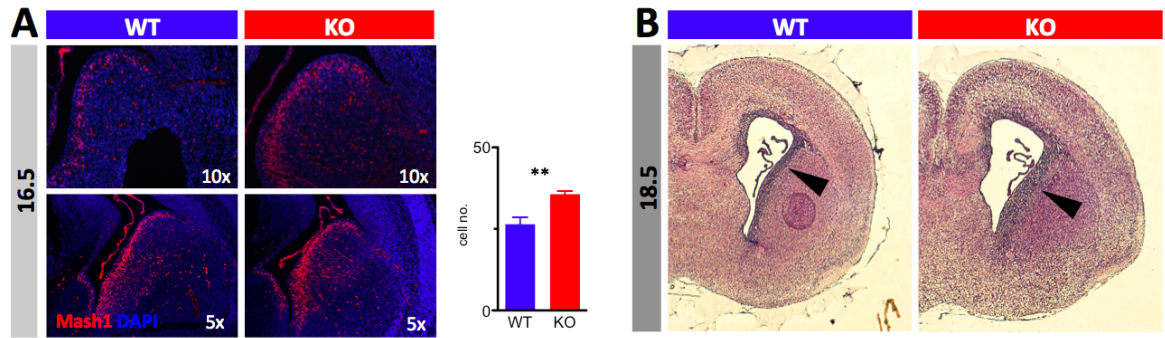 A
WT
KO
16.5
10x
10x
Mash1 DAPI
5x
5x
50
**
cell no.
0
WT
KO
B
WT
KO
18.5